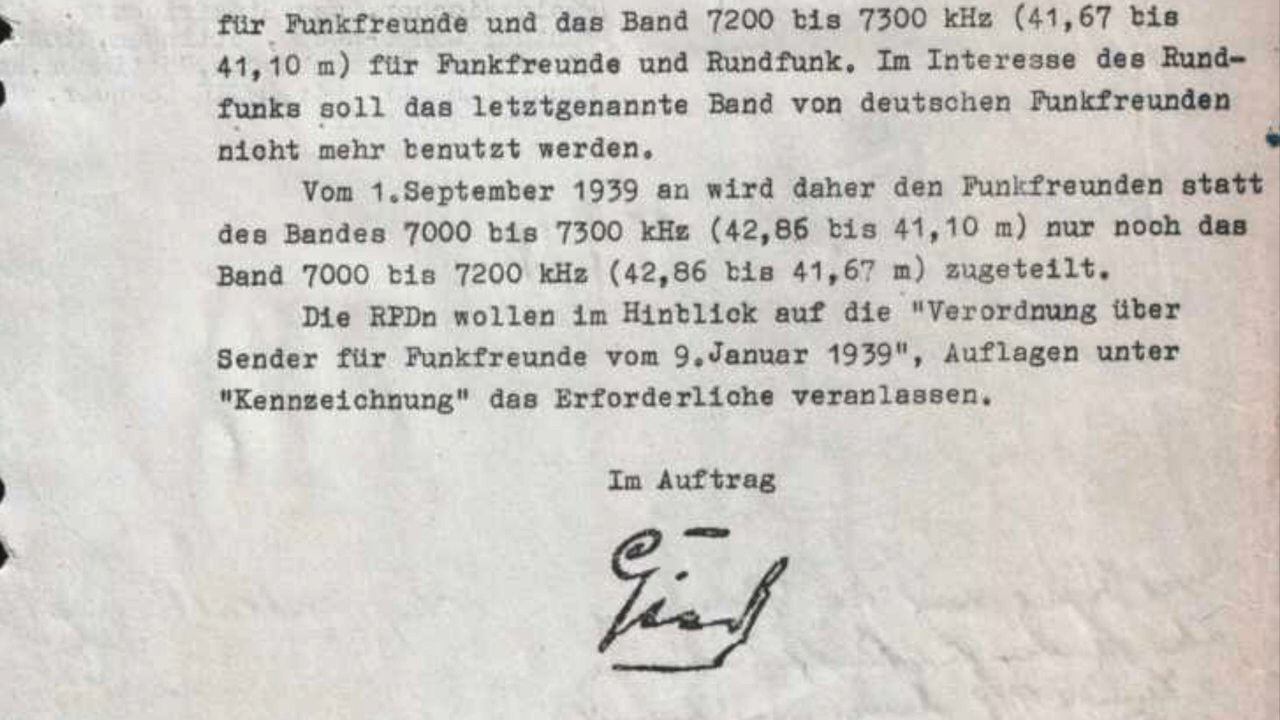 für Funkfreunde und das Band 7200 bis 7300 kHz (41,67 bis
41,10 m) für Funkfreunde und Rundfunk. Im Interesse des Rund-
funks soll das letztgenannte Band von deutschen Funkfreunden
nicht mehr benutzt werden.
Vom 1.September 1939 an wird daher den Funkfreunden statt
des Bandes 7000 bis 7300 kHz (42,86 bis 41,10 m) nur noch das
Band 7000 bis 7200 kHz (42,86 bis 41,67 m) zugeteilt.
Die RPDn wollen im Hinblick auf die "Verordnung über
Sender für Funkfreunde vom 9.Januar 1939", Auflagen unter
"Kennzeichnung" das Erforderliche veranlassen.
Im Auftrag